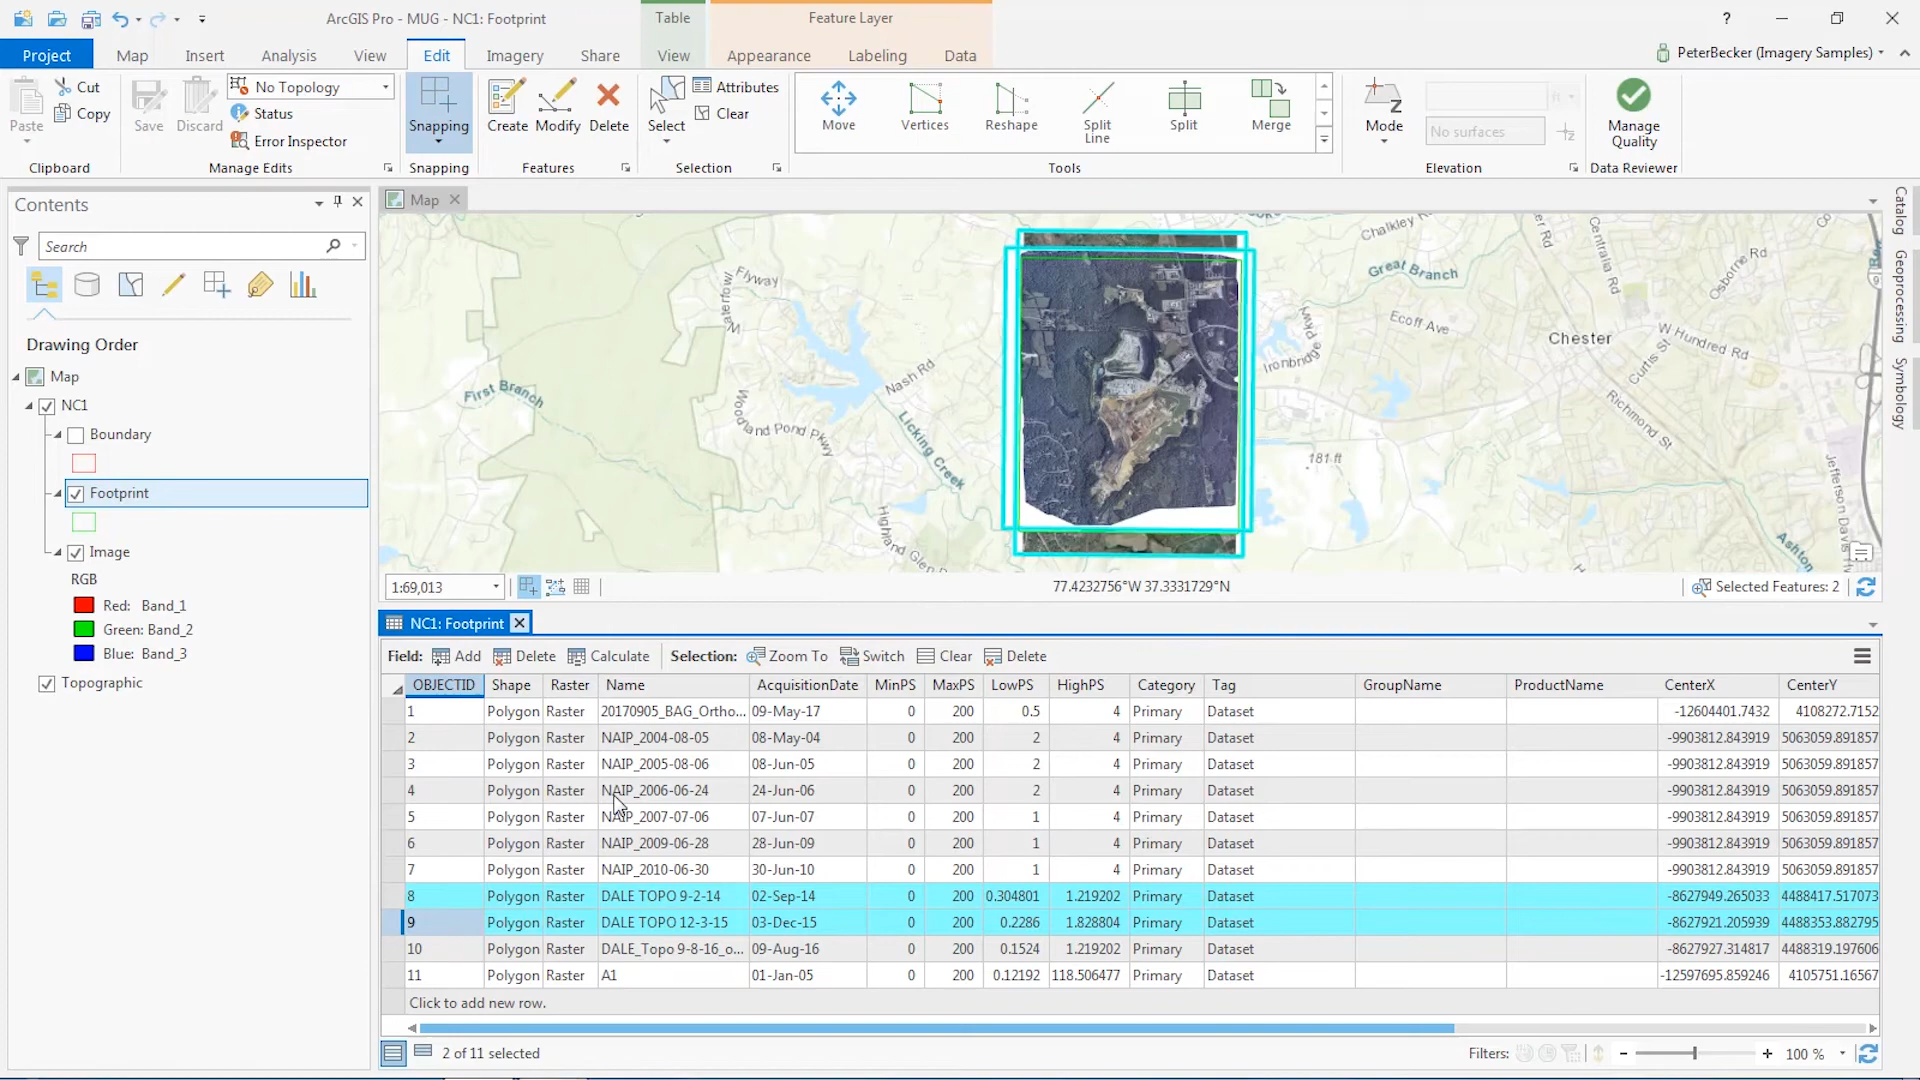 ArcGIS Pro - MUG - NC1: Footprint
Table
Feature Layer
?
Project
Map
Insert
Analysis
View
Edit
Imagery
Share
View
Appearance
Labeling
Data
PeterBecker (Imagery Samples)
Paste
Cut
Copy
Clipboard
Save
Discard
No Topology
Status
Error Inspector
Manage Edits
Snapping
Snapping
Create
Modify
Delete
Features
Select
Attributes
Clear
Selection
Move
Vertices
Reshape
Split Line
Split
Merge
Tools
Mode
No surfaces
Elevation
Manage Quality
Data Reviewer
Contents
Search
Drawing Order
Map
NC1
Boundary
Footprint
Image
RGB
Red: Band_1
Green: Band_2
Blue: Band_3
Topographic
Map
Flyway
Waterfowl
First Branch
Woodland Pond Pkwy
Nash Rd
Licking Creek
Highland Glen D
Chalkley Rd
Great Branch
Centralia Rd
Osborne Rd
Ecoff Ave
Ironbridge Pkwy
Chester
W Hundred Rd
Curtis St
Richmond St
181 ft
Jefferson Davis
Ashton
Catalog
Geoprocessing
Symbology
1:69,013
77.4232756°W 37.3331729°N
Selected Features: 2
NC1: Footprint
Field: Add Delete Calculate Selection: Zoom To Switch Clear Delete
OBJECTID Shape Raster Name AcquisitionDate MinPS MaxPS LowPS HighPS Category Tag GroupName ProductName CenterX CenterY
1 Polygon Raster 20170905_BAG_Ortho... 09-May-17 0 200 0.5 4 Primary Dataset -12604401.7432 4108272.7152
2 Polygon Raster NAIP_2004-08-05 08-May-04 0 200 2 4 Primary Dataset -9903812.843919 5063059.891857
3 Polygon Raster NAIP_2005-08-06 08-Jun-05 0 200 2 4 Primary Dataset -9903812.843919 5063059.891857
4 Polygon Raster NAIP_2006-06-24 24-Jun-06 0 200 2 4 Primary Dataset -9903812.843919 5063059.891857
5 Polygon Raster NAIP_2007-07-06 07-Jun-07 0 200 1 4 Primary Dataset -9903812.843919 5063059.891857
6 Polygon Raster NAIP_2009-06-28 28-Jun-09 0 200 1 4 Primary Dataset -9903812.843919 5063059.891857
7 Polygon Raster NAIP_2010-06-30 30-Jun-10 0 200 1 4 Primary Dataset -9903812.843919 5063059.891857
8 Polygon Raster DALE TOPO 9-2-14 02-Sep-14 0 200 0.304801 1.219202 Primary Dataset -8627949.265033 4488417.517073
9 Polygon Raster DALE TOPO 12-3-15 03-Dec-15 0 200 0.2286 1.828804 Primary Dataset -8627921.205939 4488353.882795
10 Polygon Raster DALE_Topo 9-8-16_o... 09-Aug-16 0 200 0.1524 1.219202 Primary Dataset -8627927.314817 4488319.197606
11 Polygon Raster A1 01-Jan-05 0 200 0.12192 118.506477 Primary Dataset -12597695.859246 4105751.16567
Click to add new row.
2 of 11 selected
Filters:
100 %